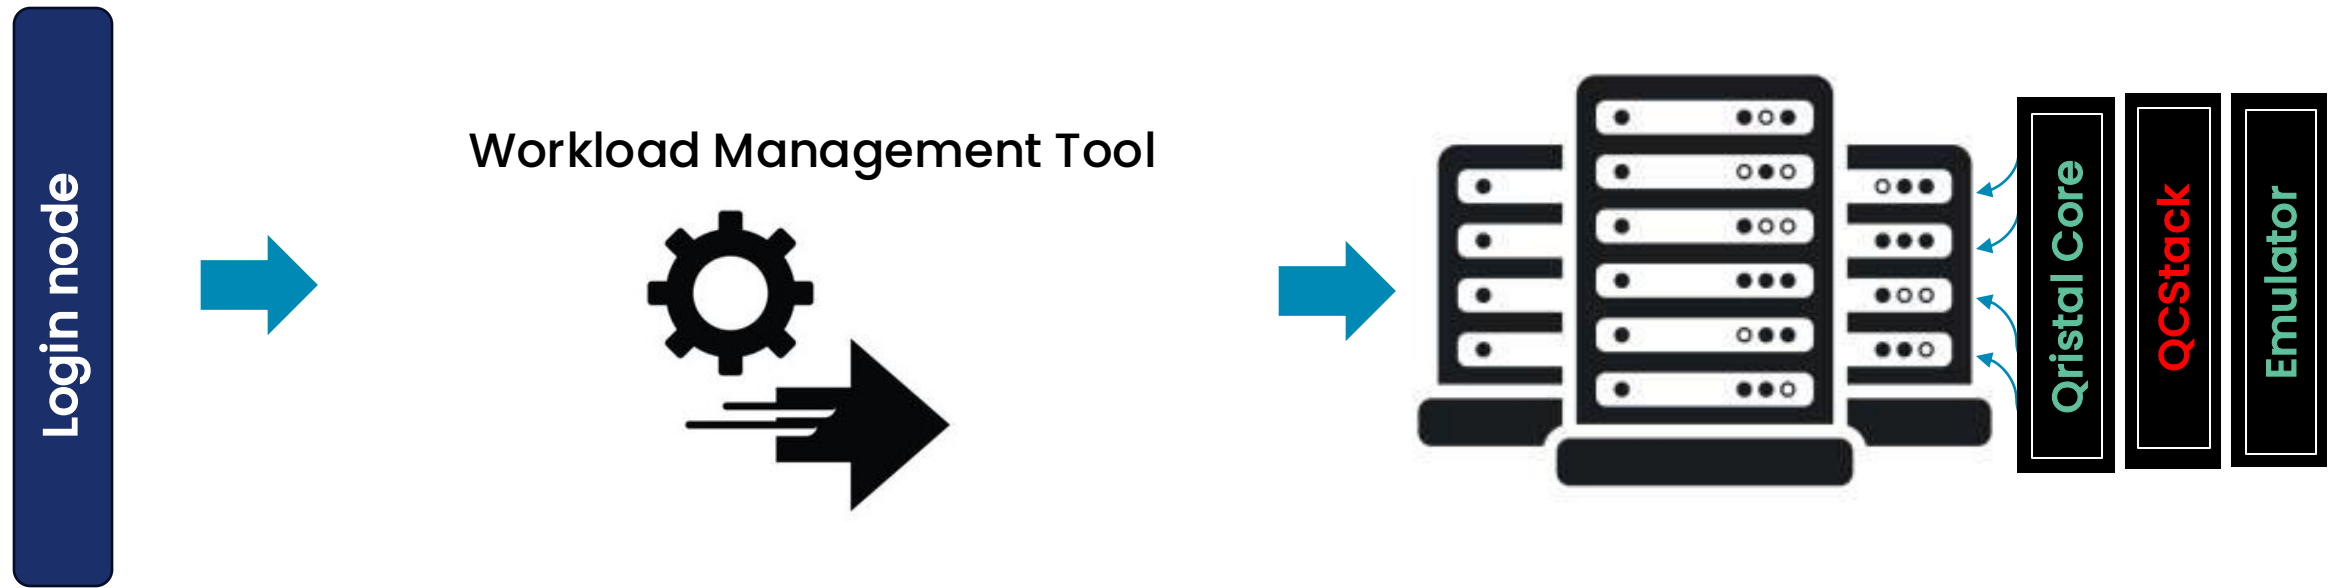 Login node
Workload Management Tool
Qristal Core
QCStack
Emulator